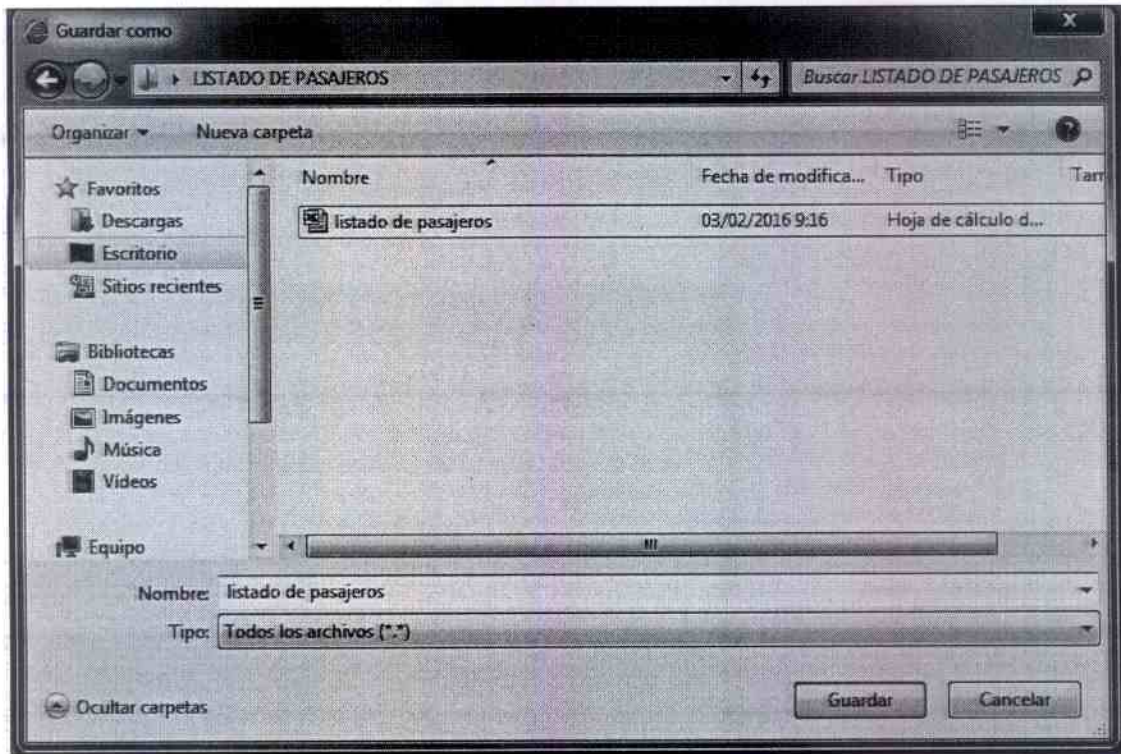 Guardar como
X
LISTADO DE PASAJEROS
Buscar LISTADO DE PASAJEROS
Organizar
Nueva carpeta
?
Nombre
Fecha de modifica...
Tipo
Tam
Favoritos
Descargas
listado de pasajeros
03/02/2016 9:16
Hoja de cálculo d...
Escritorio
Sitios recientes
Bibliotecas
Documentos
Imágenes
Música
Vídeos
Equipo
Nombre: listado de pasajeros
Tipo: Todos los archivos (*.*)
Ocultar carpetas
Guardar
Cancelar